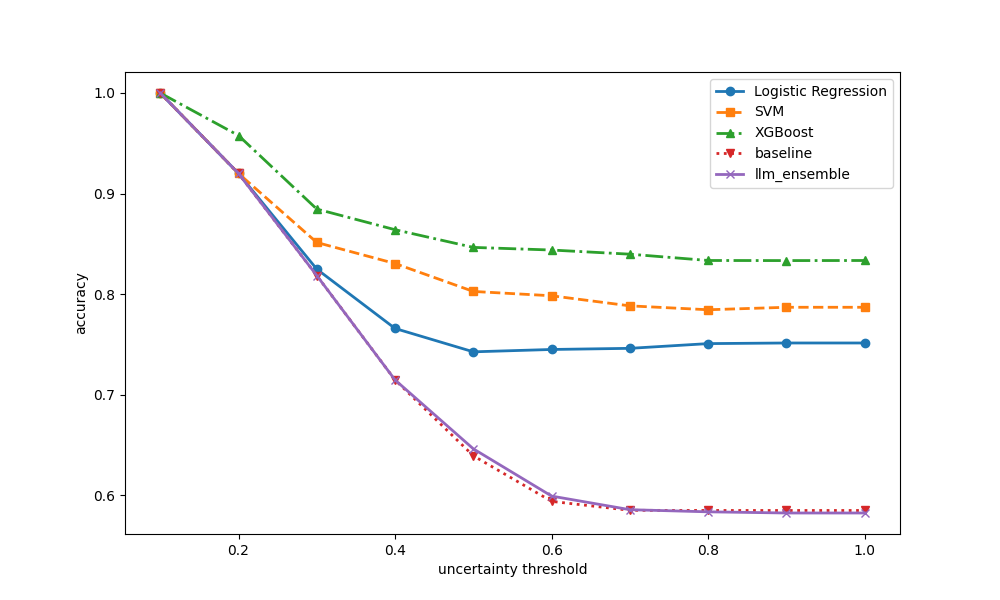 1.0
0.9
0.8
0.7
0.6
accuracy
0.2
0.4
0.6
0.8
1.0
uncertainty threshold
Logistic Regression
SVM
XGBoost
baseline
llm_ensemble